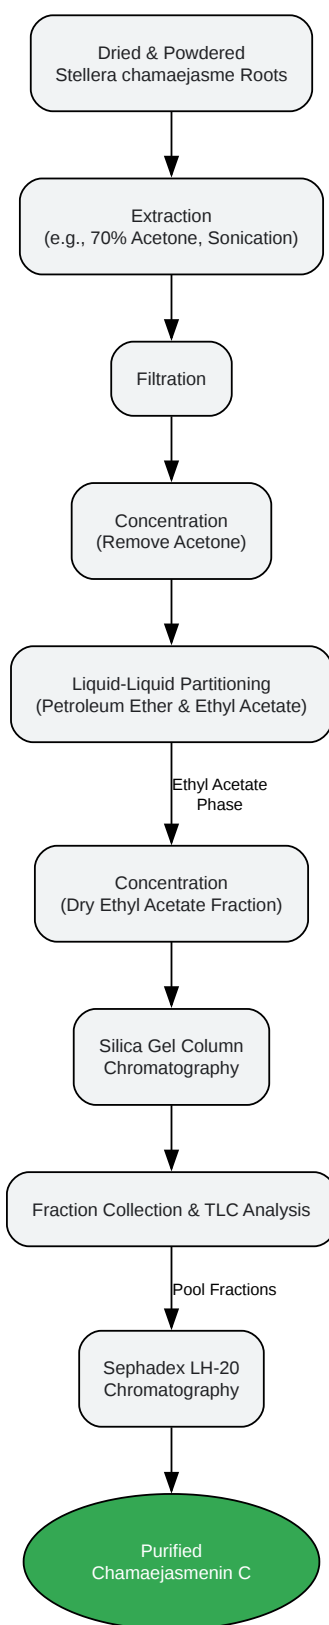 Dried & Powdered
Stellera chamaejasme Roots
Extraction
(e.g., 70% Acetone, Sonication)
Filtration
Concentration
(Remove Acetone)
Liquid-Liquid Partitioning
(Petroleum Ether & Ethyl Acetate)
Ethyl Acetate
Phase
Concentration
(Dry Ethyl Acetate Fraction)
Silica Gel Column
Chromatography
Fraction Collection & TLC Analysis
Pool Fractions
Sephadex LH-20
Chromatography
Purified
Chamaejasmenin C